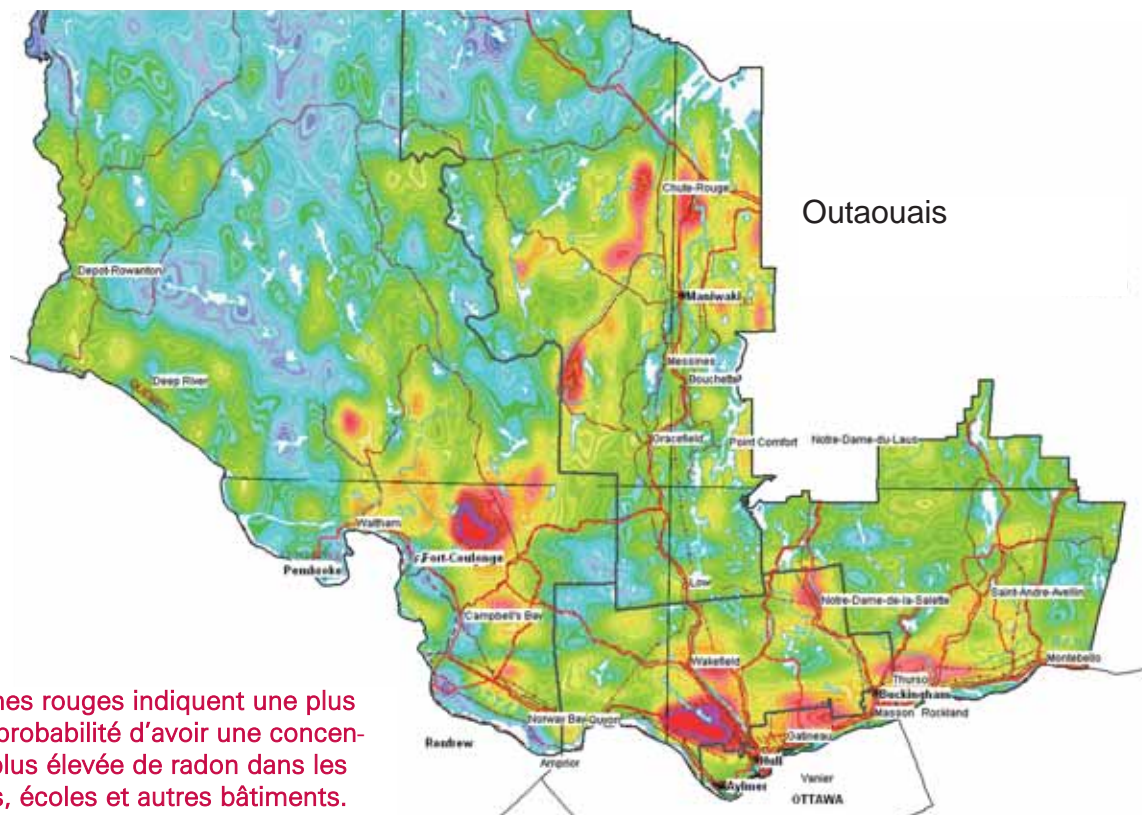 Outaouais
Chute-Rouge
Depot-Rowanton
Maniwaki
Messines
Bouchette
Deep River
Gracefield
Point Comfort
Notre-Dame-du-Laus
Waltham
Fort-Coulonge
Pembroke
Low
Notre-Dame-de-la-Salette
Saint-Andre-Avellin
Campbell's Bay
Wakefield
Montebello
Thurso
Buckingham
Masson Rockland
Norway Bay Quyon
Gatineau
Renfrew
Arnprior
Hull
Vanier
Aylmer
OTTAWA
nes rouges indiquent une plus
probabilité d'avoir une concen-
plus élevée de radon dans les
s, écoles et autres bâtiments.